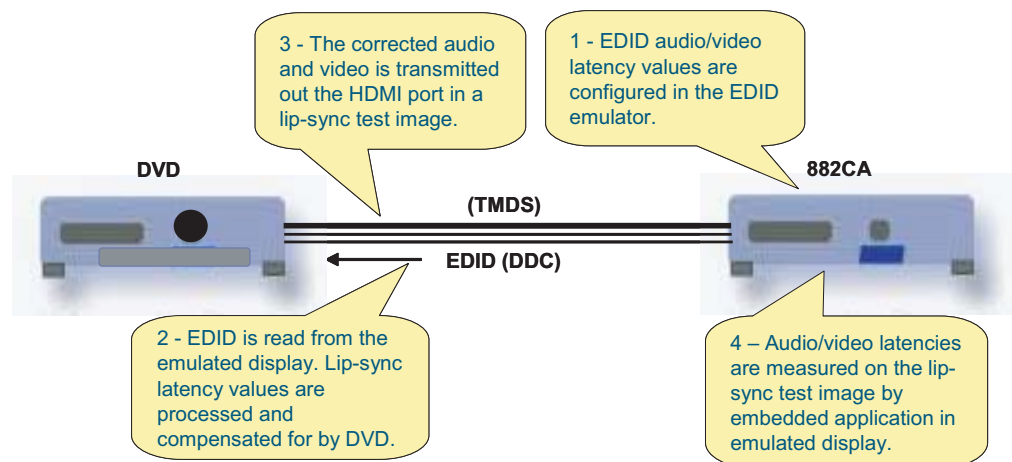 3 - The corrected audio
and video is transmitted
out the HDMI port in a
lip-sync test image.
1 - EDID audio/video
latency values are
configured in the EDID
emulator.
DVD
882CA
(TMDS)
EDID (DDC)
2 - EDID is read from the
emulated display. Lip-sync
latency values are
processed and
compensated for by DVD.
4 – Audio/video latencies
are measured on the lip-
sync test image by
embedded application in
emulated display.